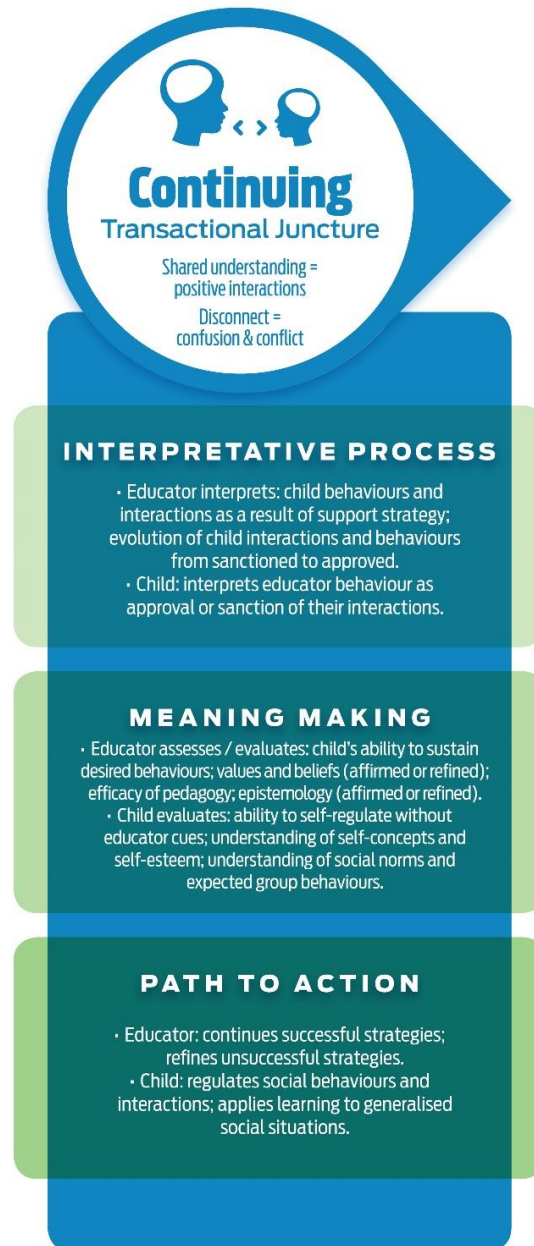 Continuing
Transactional Juncture
Shared understanding =
positive interactions
Disconnect =
confusion & conflict
INTERPRETATIVE PROCESS
• Educator interprets: child behaviours and
interactions as a result of support strategy;
evolution of child interactions and behaviours
from sanctioned to approved.
• Child: interprets educator behaviour as
approval or sanction of their interactions.
MEANING MAKING
• Educator assesses / evaluates: child's ability to sustain
desired behaviours; values and beliefs (affirmed or refined);
efficacy of pedagogy; epistemology (affirmed or refined).
• Child evaluates: ability to self-regulate without
educator cues; understanding of self-concepts and
self-esteem; understanding of social norms and
expected group behaviours.
PATH TO ACTION
• Educator: continues successful strategies;
refines unsuccessful strategies.
• Child: regulates social behaviours and
interactions; applies learning to generalised
social situations.